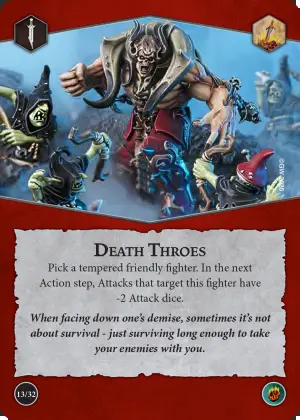 ©GW 2025
DEATH THROES
Pick a tempered friendly fighter. In the next
Action step, Attacks that target this fighter have
-2 Attack dice.
When facing down one's demise, sometimes it's not
about survival - just surviving long enough to take
your enemies with you.
13/32